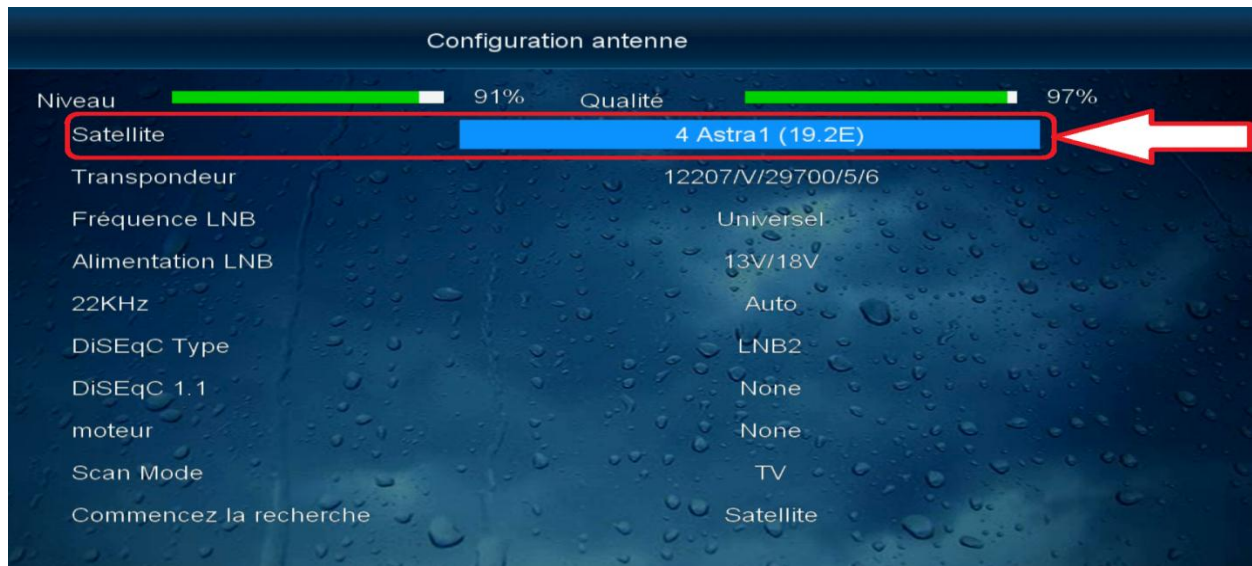 Configuration antenne
Niveau 91% Qualité 97%
Satellite 4 Astra1 (19.2E)
Transpondeur 12207/V/29700/5/6
Fréquence LNB Universel
Alimentation LNB 13V/18V
22KHz Auto
DiSEqC Type LNB2
DiSEqC 1.1 None
moteur None
Scan Mode TV
Commencez la recherche Satellite